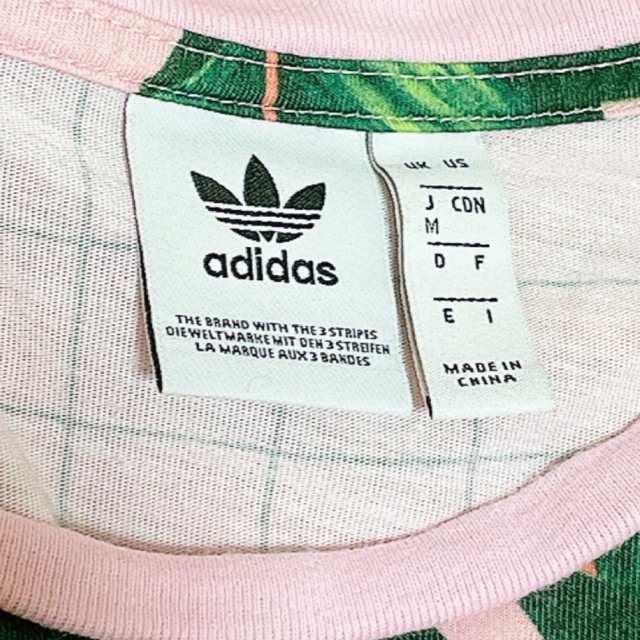 adidas
THE BRAND WITH THE 3 STRIPES
DIE WELTMARKE MIT DEN 3 STREIFEN
LA MARQUE AUX 3 BANDES
UK US
J CDN
M
D F
E I
MADE IN
CHINA